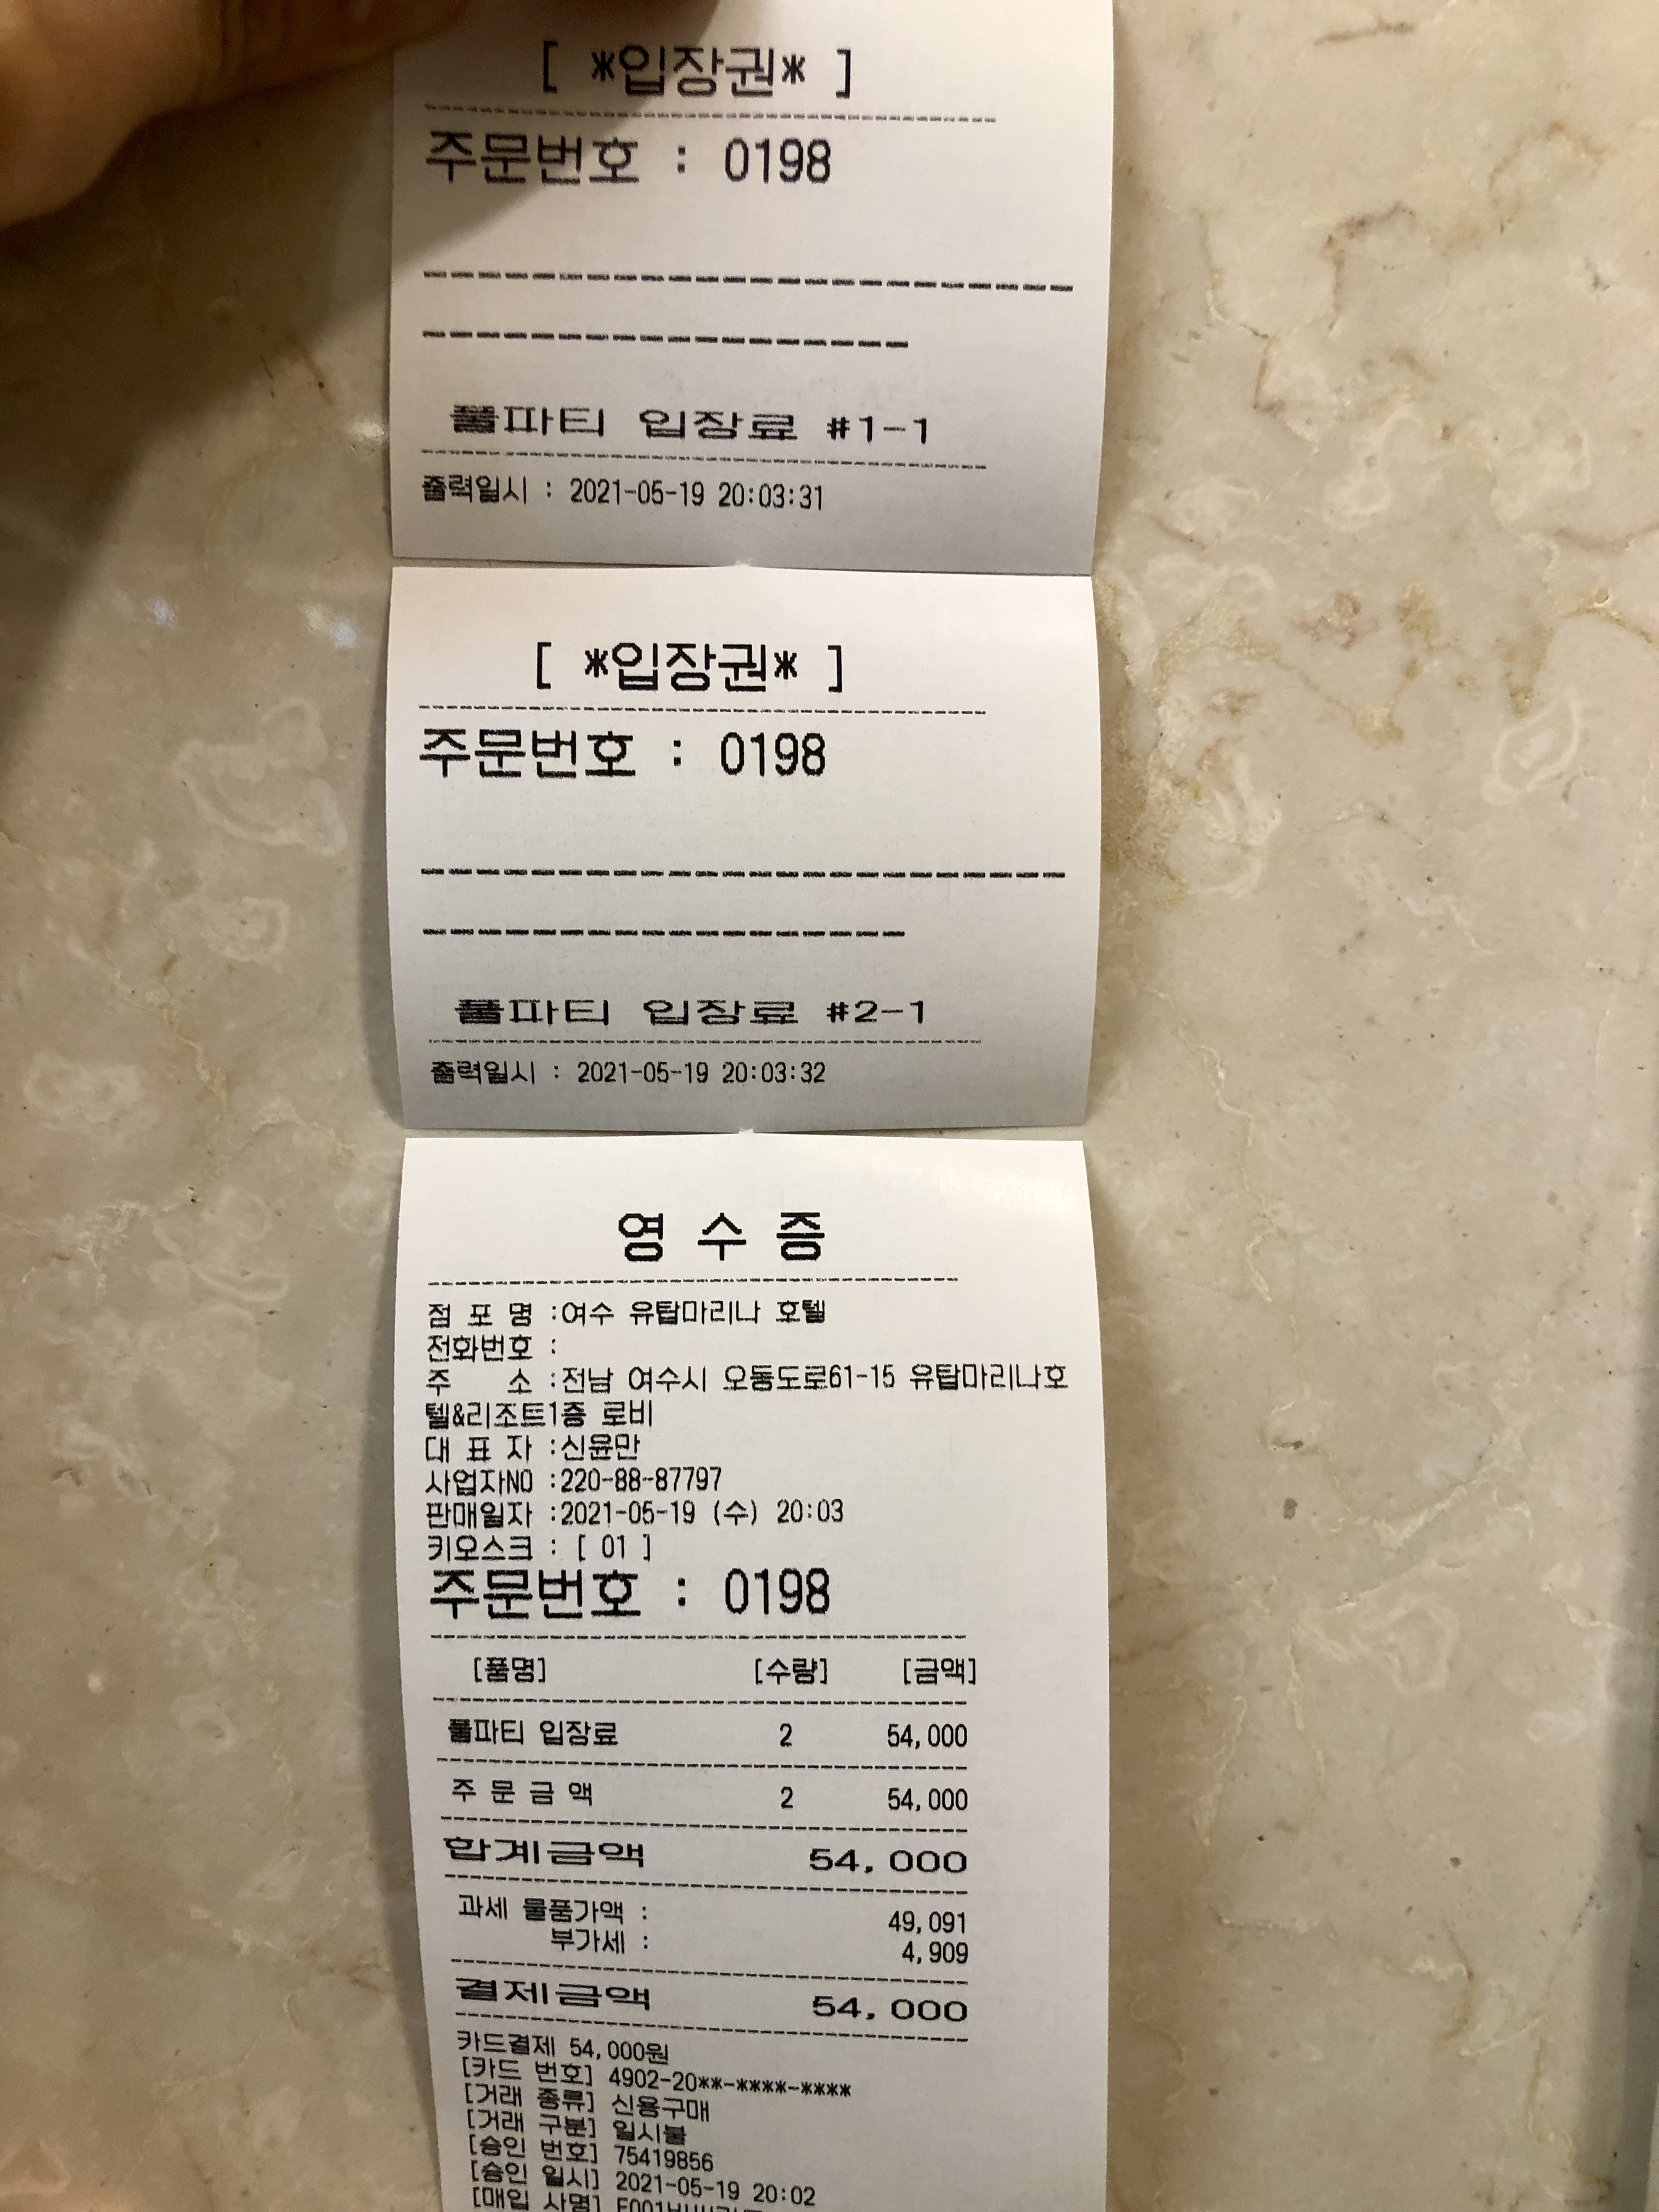 [ *입장권* ]
주문번호 : 0198
풀파티 입장료 #1-1
출력일시 : 2021-05-19 20:03:31
[ *입장권* ]
주문번호 : 0198
풀파티 입장료 #2-1
출력일시 : 2021-05-19 20:03:32
영 수 증
점 포 명 :여수 유탑마리나 호텔
전화번호 :
주 소 :전남 여수시 오동도로61-15 유탑마리나호
텔&리조트1층 로비
대 표 자 :신윤만
사업자NO :220-88-87797
판매일자 :2021-05-19 (수) 20:03
키오스크 : [ 01 ]
주문번호 : 0198
[품명] [수량] [금액]
풀파티 입장료 2 54,000
주 문 금 액 2 54,000
합계금액 54,000
과세 물품가액 : 49,091
부가세 : 4,909
결제금액 54,000
카드결제 54,000원
[카드 번호] 4902-20**-****-****
[거래 종류] 신용구매
[거래 구분] 일시불
[승인 번호] 75419856
[승인 일시] 2021-05-19 20:02
[매입 사명]